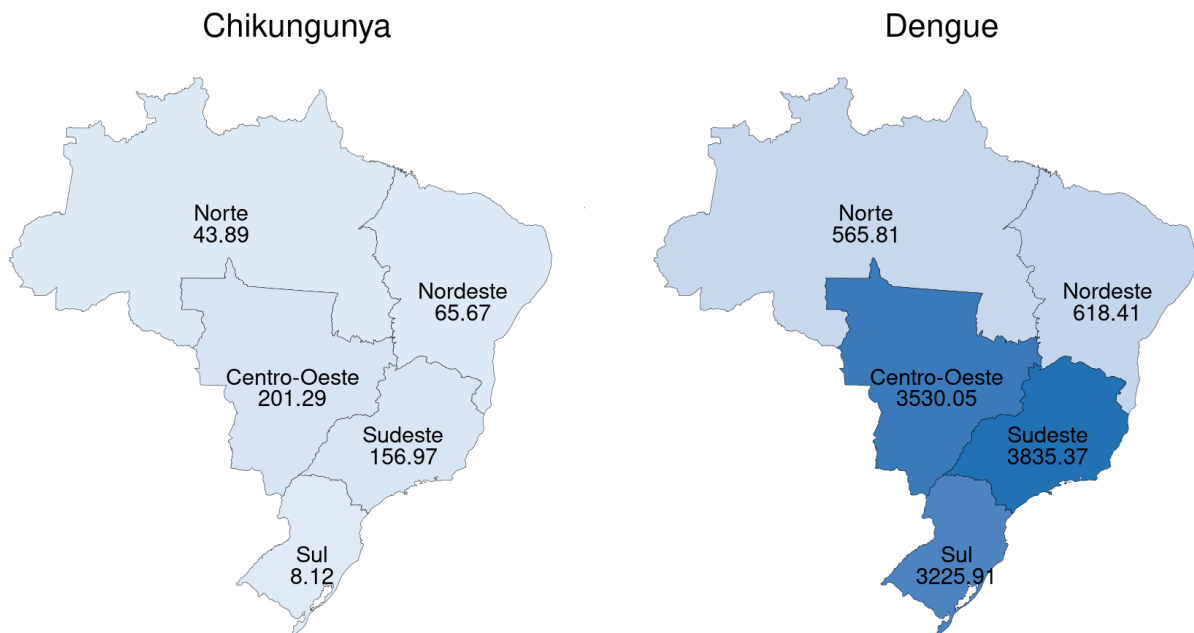 Chikungunya
Norte
43.89
Nordeste
65.67
Centro-Oeste
201.29
Sudeste
156.97
Sul
8.12
Dengue
Norte
565.81
Nordeste
618.41
Centro-Oeste
3530.05
Sudeste
3835.37
Sul
3225.91